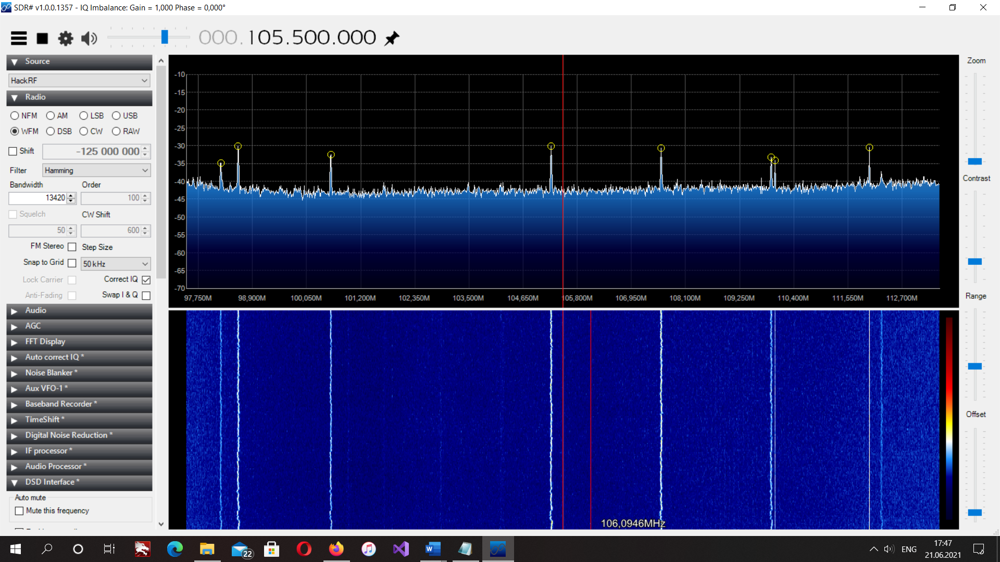 SDR# v1.0.0.1357 - IQ Imbalance: Gain = 1,000 Phase = 0,000°
000.105.500.000
Source
HackRF
Radio
NFM AM LSB USB
WFM DSB CW RAW
Shift -125 000 000
Filter Hamming
Bandwidth Order
13420 100
Squelch CW Shift
50 600
FM Stereo Step Size
Snap to Grid 50 kHz
Lock Carrier Correct IQ
Anti-Fading Swap I & Q
Audio
AGC
FFT Display
Auto correct IQ *
Noise Blanker *
Aux VFO-1 *
Baseband Recorder *
TimeShift *
Digital Noise Reduction *
IF processor *
Audio Processor *
DSD Interface *
Auto mute
Mute this frequency
-10
-15
-20
-25
-30
-35
-40
-45
-50
-55
-60
-65
-70
97,750M 98,900M 100,050M 101,200M 102,350M 103,500M 104,650M 105,800M 106,950M 108,100M 109,250M 110,400M 111,550M 112,700M
106,0946MHz
Zoom
Contrast
Range
Offset
22
ENG
17:47
21.06.2021